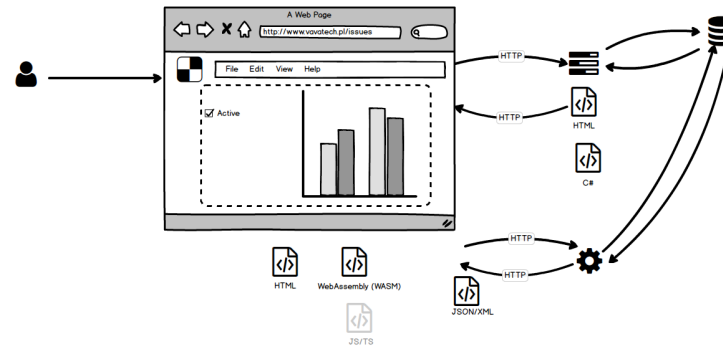 A Web Page
http://www.vavatech.pl/issues
File Edit View Help
Active
HTTP
HTTP
HTML
C#
HTTP
HTTP
HTML
WebAssembly (WASM)
JSON/XML
JS/TS